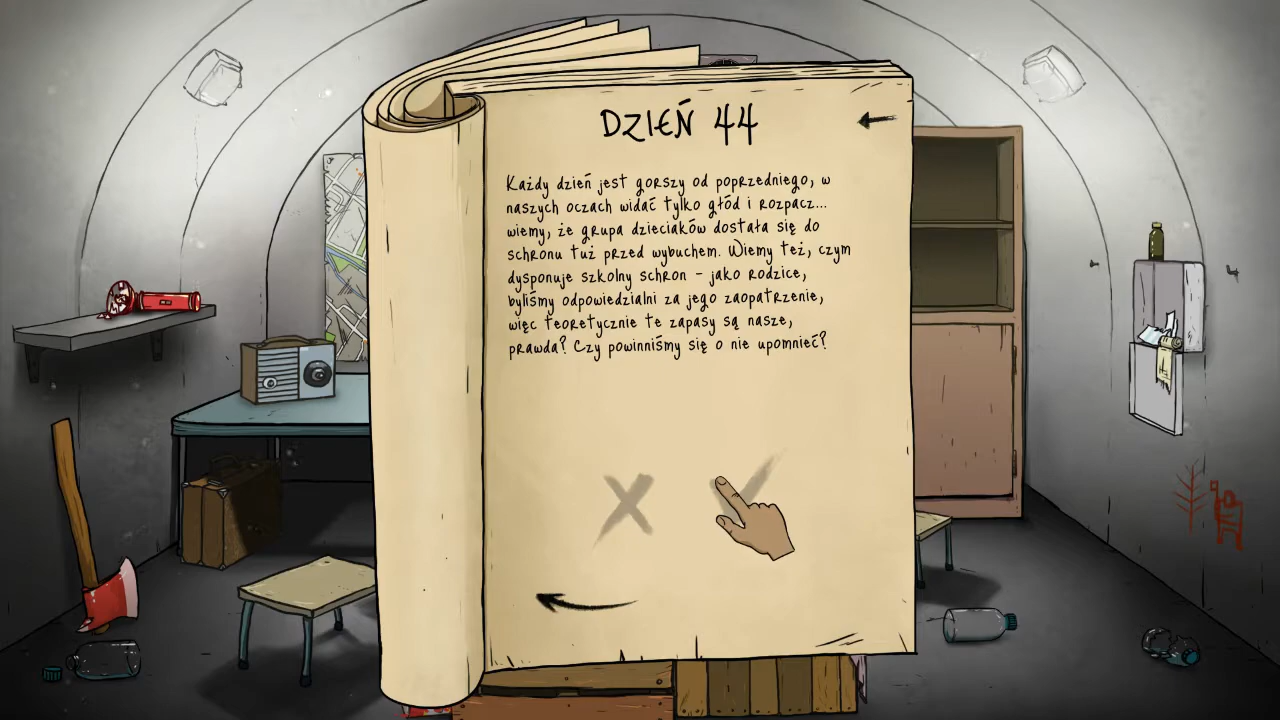 DZIEŃ 44
Każdy dzień jest gorszy od poprzedniego, w
naszych oczach widać tylko głód i rozpacz...
wiemy, że grupa dzieciaków dostała się do
schronu tuż przed wybuchem. Wiemy też, czym
dysponuje szkolny schron - jako rodzice,
byliśmy odpowiedzialni za jego zaopatrzenie,
więc teoretycznie te zapasy są nasze,
prawda? Czy powinniśmy się o nie upomnieć?